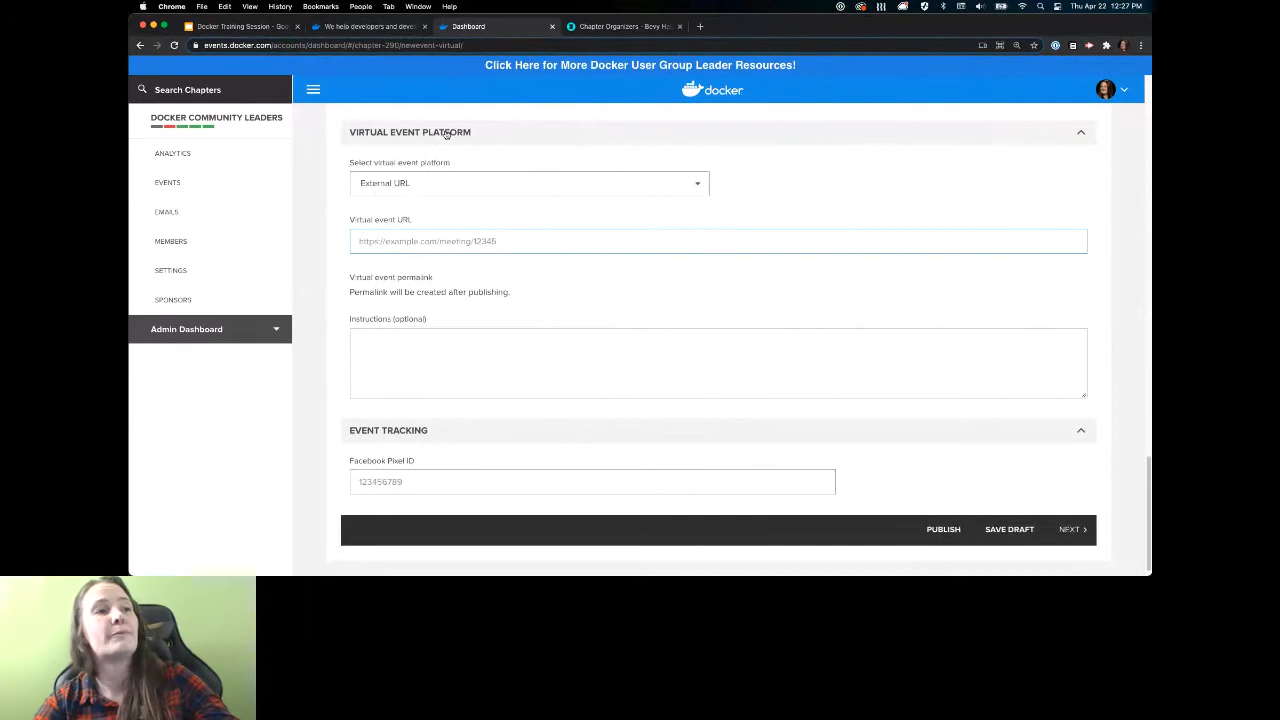 Chrome File Edit View History Bookmarks People Tab Window Help Thu Apr 22 12:27 PM
Docker Training Session - Goo We help developers and devel Dashboard Chapter Organizers - Bevy He
events.docker.com/accounts/dashboard/#/chapter-290/newevent-virtual/
Click Here for More Docker User Group Leader Resources!
Search Chapters
docker
DOCKER COMMUNITY LEADERS
ANALYTICS
EVENTS
EMAILS
MEMBERS
SETTINGS
SPONSORS
Admin Dashboard
VIRTUAL EVENT PLATFORM
Select virtual event platform
External URL
Virtual event URL
https://example.com/meeting/12345
Virtual event permalink
Permalink will be created after publishing.
Instructions (optional)
EVENT TRACKING
Facebook Pixel ID
123456789
PUBLISH SAVE DRAFT NEXT